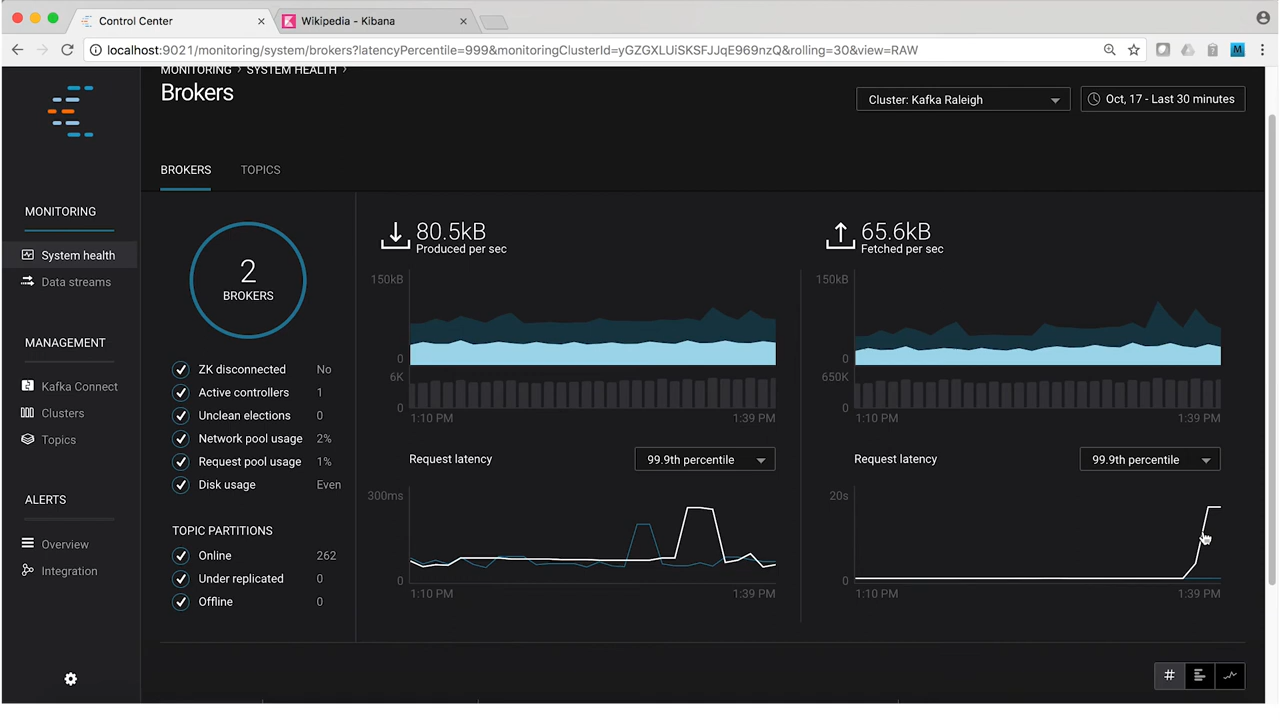 Control Center
Wikipedia - Kibana
localhost:9021/monitoring/system/brokers?latencyPercentile=999&monitoringClusterId=yGZGXLUiSKSFJJqE969nzQ&rolling=30&view=RAW
MONITORING › SYSTEM HEALTH ›
Brokers
Cluster: Kafka Raleigh
Oct, 17 - Last 30 minutes
BROKERS
TOPICS
MONITORING
System health
Data streams
MANAGEMENT
Kafka Connect
Clusters
Topics
ALERTS
Overview
Integration
2
BROKERS
ZK disconnected No
Active controllers 1
Unclean elections 0
Network pool usage 2%
Request pool usage 1%
Disk usage Even
TOPIC PARTITIONS
Online 262
Under replicated 0
Offline 0
80.5kB
Produced per sec
150kB
0
6K
0
1:10 PM 1:39 PM
Request latency
99.9th percentile
300ms
0
1:10 PM 1:39 PM
65.6kB
Fetched per sec
150kB
0
650K
0
1:10 PM 1:39 PM
Request latency
99.9th percentile
20s
0
1:10 PM 1:39 PM
#